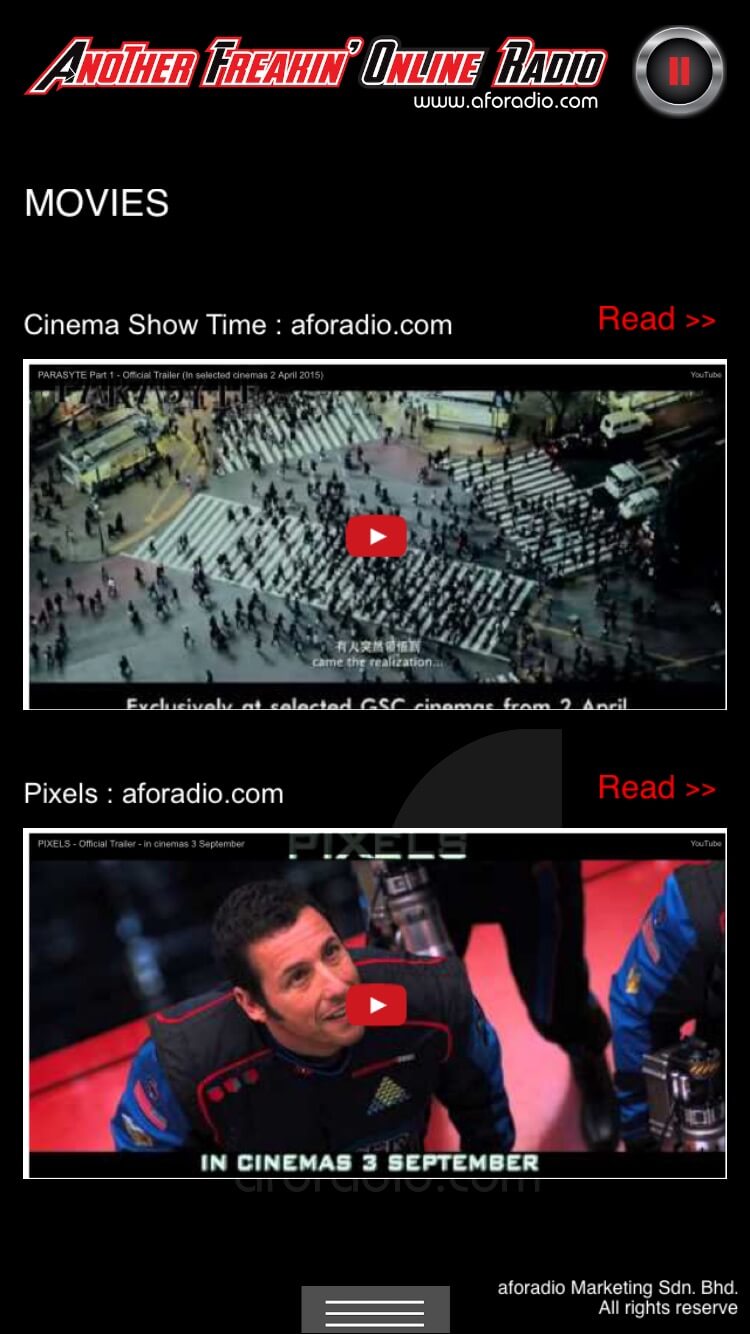 ANOTHER FREAKIN' ONLINE RADIO
www.aforadio.com
MOVIES
Cinema Show Time : aforadio.com
Read >>
PARASYTE Part 1 - Official Trailer (In selected cinemas 2 April 2015)
YouTube
PARASYTE
有人突然領悟到
came the realization...
Exclusively at selected GSC cinemas from 2 April
Pixels : aforadio.com
Read >>
PIXELS - Official Trailer - in cinemas 3 September
YouTube
PIXELS
IN CINEMAS 3 SEPTEMBER
aforadio.com
aforadio Marketing Sdn. Bhd.
All rights reserve